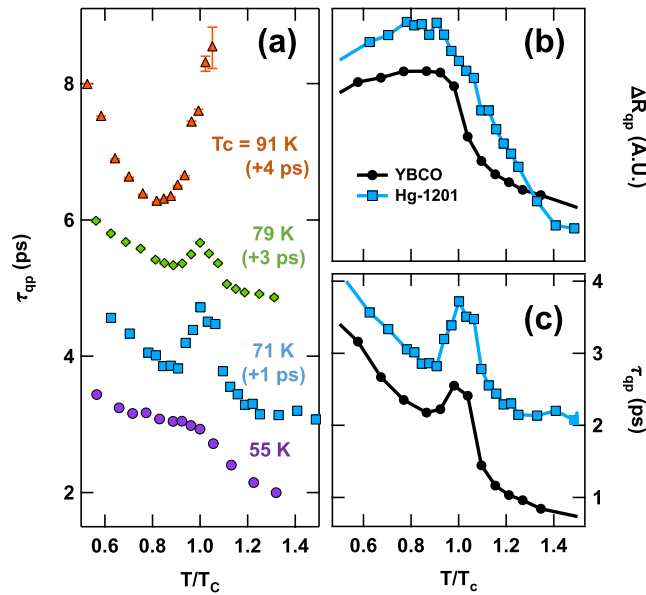 (a)
Tc = 91 K
(+4 ps)
79 K
(+3 ps)
71 K
(+1 ps)
55 K
8
6
4
2
τqp (ps)
0.6 0.8 1.0 1.2 1.4
T/TC
(b)
ΔRqp (A.U.)
YBCO
Hg-1201
(c)
4
3
2
1
τqp (ps)
0.6 0.8 1.0 1.2 1.4
T/TC